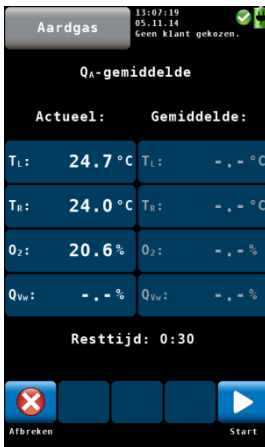 Aardgas
13:07:19
05.11.14
Geen klant gekozen.
QA-gemiddelde
Actueel: Gemiddelde:
TL: 24.7 °C TL: -.- °C
TR: 24.0 °C TR: -.- °C
O2: 20.6 % O2: -.- %
QVw: -.- % QVw: -.- %
Resttijd: 0:30
Afbreken Start